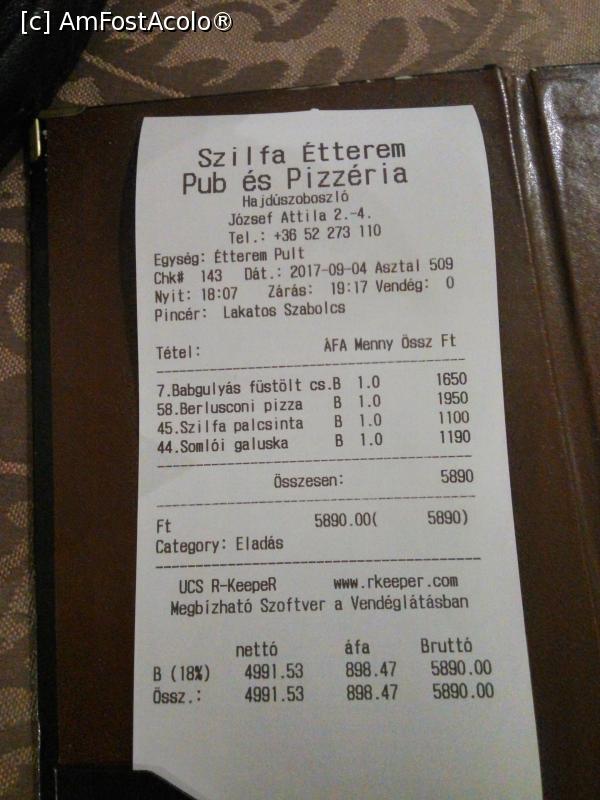 [c] AmFostAcolo®
Szilfa Étterem
Pub és Pizzéria
Hajdúszoboszló
József Attila 2.-4.
Tel.: +36 52 273 110
Egység: Étterem Pult
Chk# 143 Dát.: 2017-09-04 Asztal 509
Nyit: 18:07 Zárás: 19:17 Vendég: 0
Pincér: Lakatos Szabolcs
Tétel: ÁFA Menny Össz Ft
7.Babgulyás füstölt cs.B 1.0 1650
58.Berlusconi pizza B 1.0 1950
45.Szilfa palcsinta B 1.0 1100
44.Somlói galuska B 1.0 1190
Összesen: 5890
Ft 5890.00( 5890)
Category: Eladás
UCS R-KeepeR www.rkeeper.com
Megbízható Szoftver a Vendéglátásban
nettó áfa Bruttó
B (18%) 4991.53 898.47 5890.00
Össz.: 4991.53 898.47 5890.00